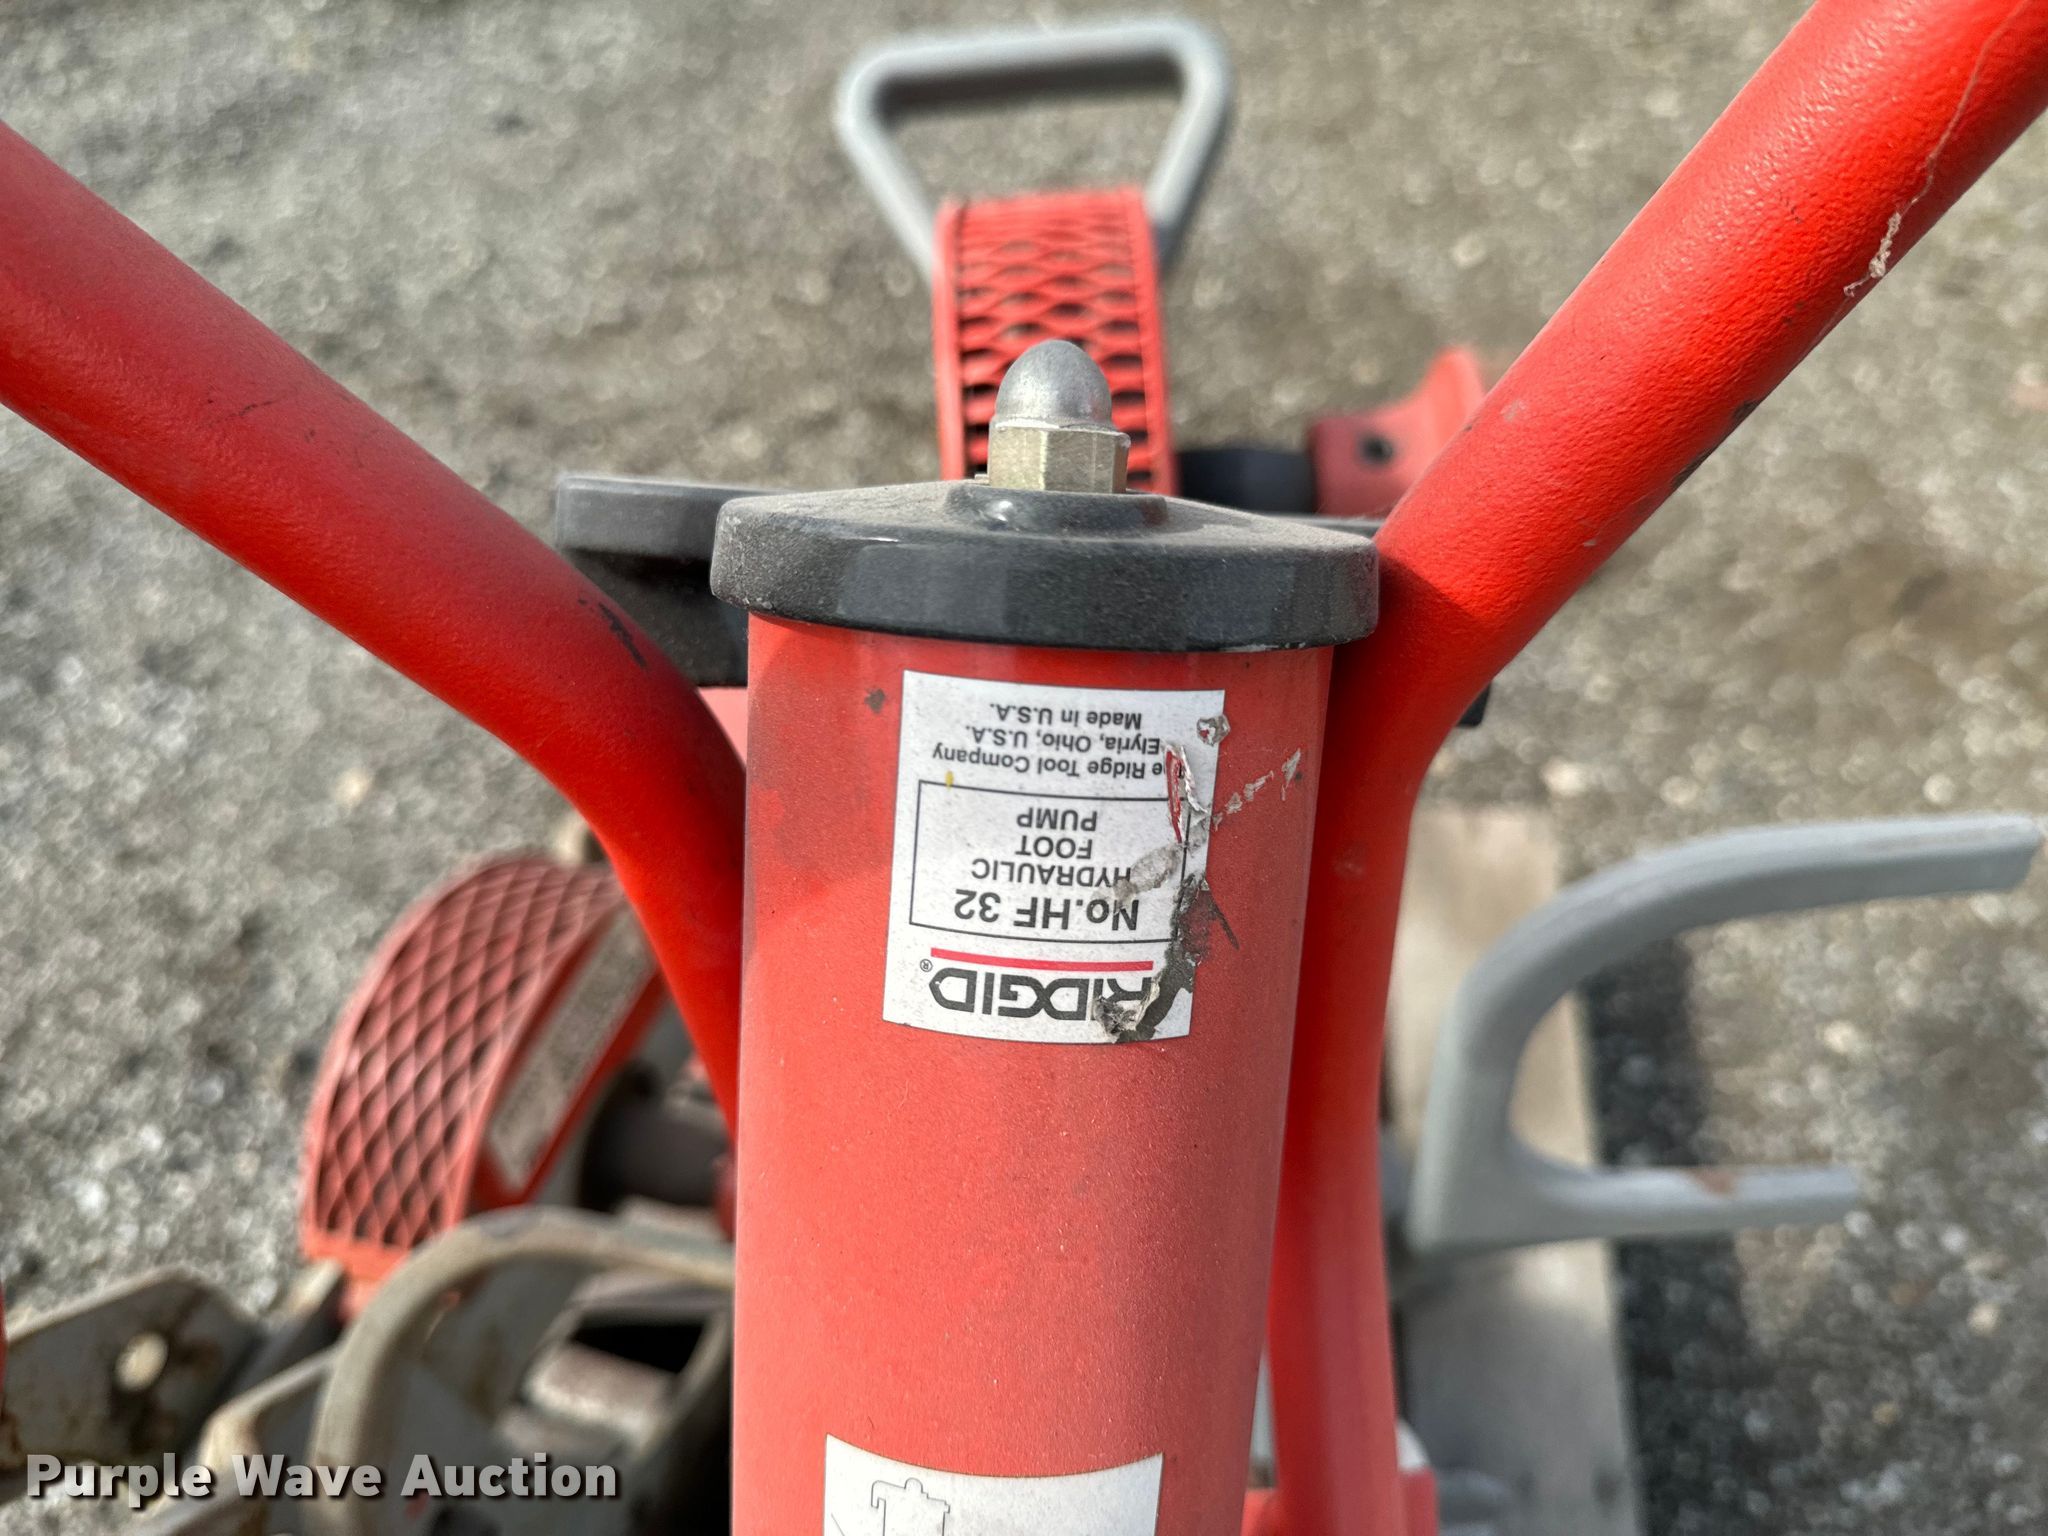 RIDGID®
No.HF 32
HYDRAULIC
FOOT
PUMP
Ridge Tool Company
Elyria, Ohio, U.S.A.
Made in U.S.A.
Purple Wave Auction